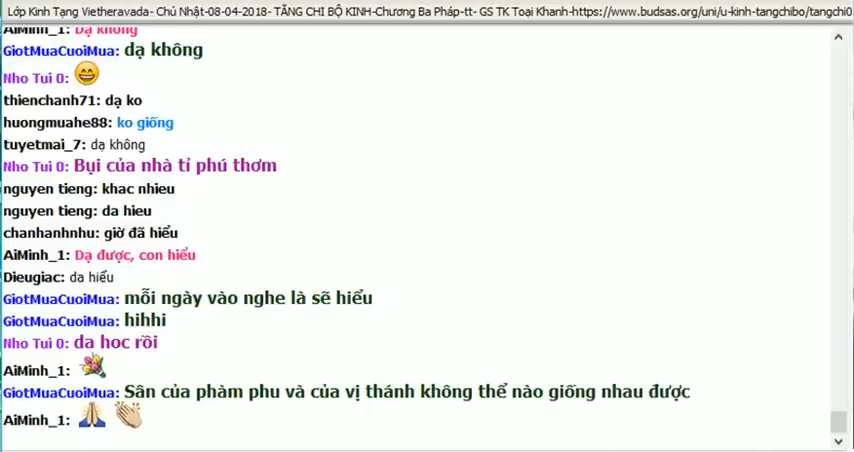 Lớp Kinh Tạng Vietheravada- Chủ Nhật-08-04-2018- TĂNG CHI BỘ KINH-Chương Ba Pháp-tt- GS TK Toại Khanh-https://www.budsas.org/uni/u-kinh-tangchibo/tangchi0
AiMinh_1: Dạ không
GiotMuaCuoiMua: dạ không
Nho Tui 0:
thienchanh71: dạ ko
huongmuahe88: ko giống
tuyetmai_7: dạ không
Nho Tui 0: Bụi của nhà tỉ phú thơm
nguyen tieng: khac nhieu
nguyen tieng: da hieu
chanhanhnhu: giờ đã hiểu
AiMinh_1: Dạ được, con hiểu
Dieugiac: da hiểu
GiotMuaCuoiMua: mỗi ngày vào nghe là sẽ hiểu
GiotMuaCuoiMua: hihhi
Nho Tui 0: da hoc rồi
AiMinh_1:
GiotMuaCuoiMua: Sân của phàm phu và của vị thánh không thể nào giống nhau được
AiMinh_1: